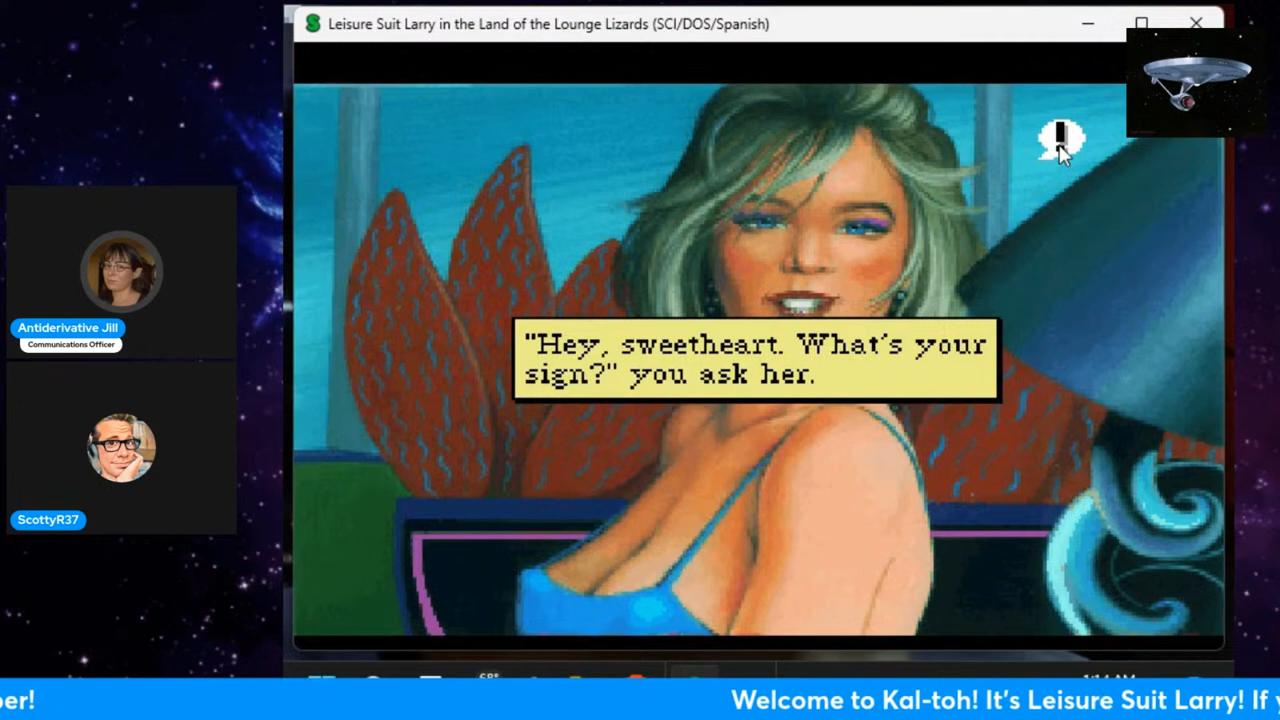 Leisure Suit Larry in the Land of the Lounge Lizards (SCI/DOS/Spanish)
"Hey, sweetheart. What's your
sign?" you ask her.
Antiderivative Jill
Communications Officer
ScottyR37
er!
Welcome to Kal-toh! It's Leisure Suit Larry! If y